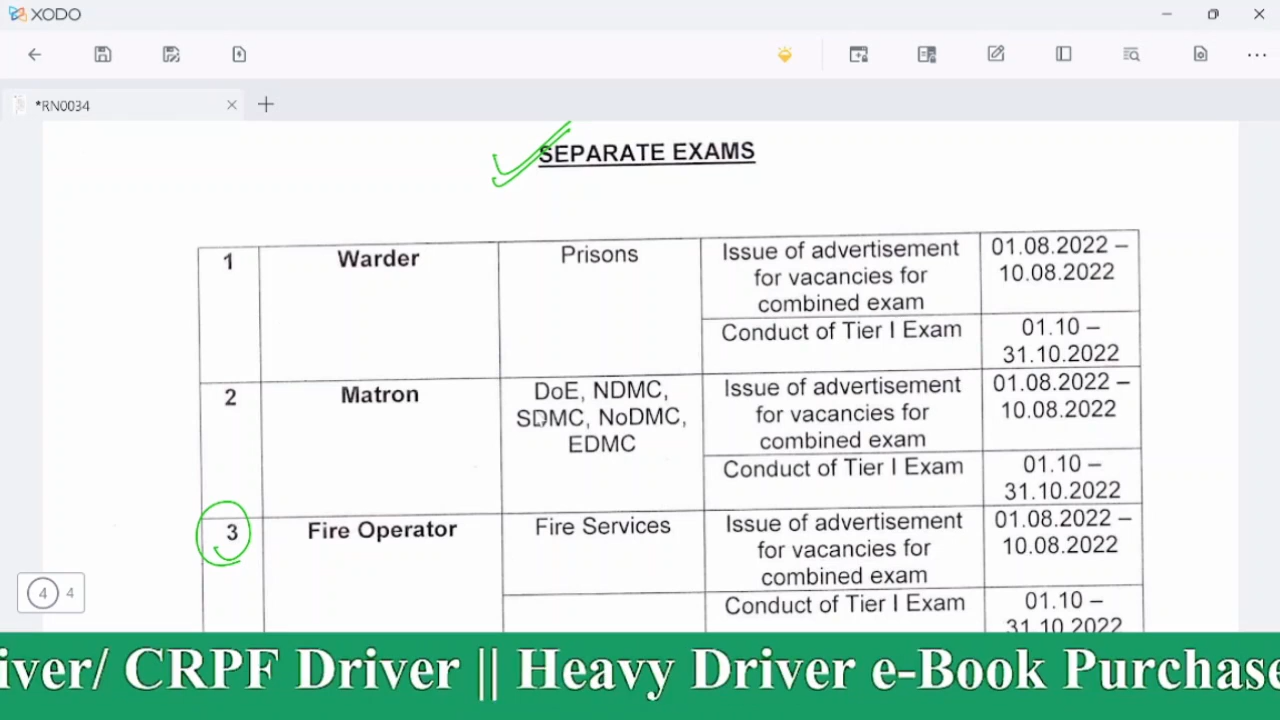 XODO
*RN0034
SEPARATE EXAMS
1
Warder
Prisons
Issue of advertisement
for vacancies for
combined exam
01.08.2022 –
10.08.2022
Conduct of Tier I Exam
01.10 –
31.10.2022
2
Matron
DoE, NDMC,
SDMC, NoDMC,
EDMC
Issue of advertisement
for vacancies for
combined exam
01.08.2022 –
10.08.2022
Conduct of Tier I Exam
01.10 –
31.10.2022
3
Fire Operator
Fire Services
Issue of advertisement
for vacancies for
combined exam
01.08.2022 –
10.08.2022
Conduct of Tier I Exam
01.10 –
31.10.2022
4 4
iver/ CRPF Driver || Heavy Driver e-Book Purchase